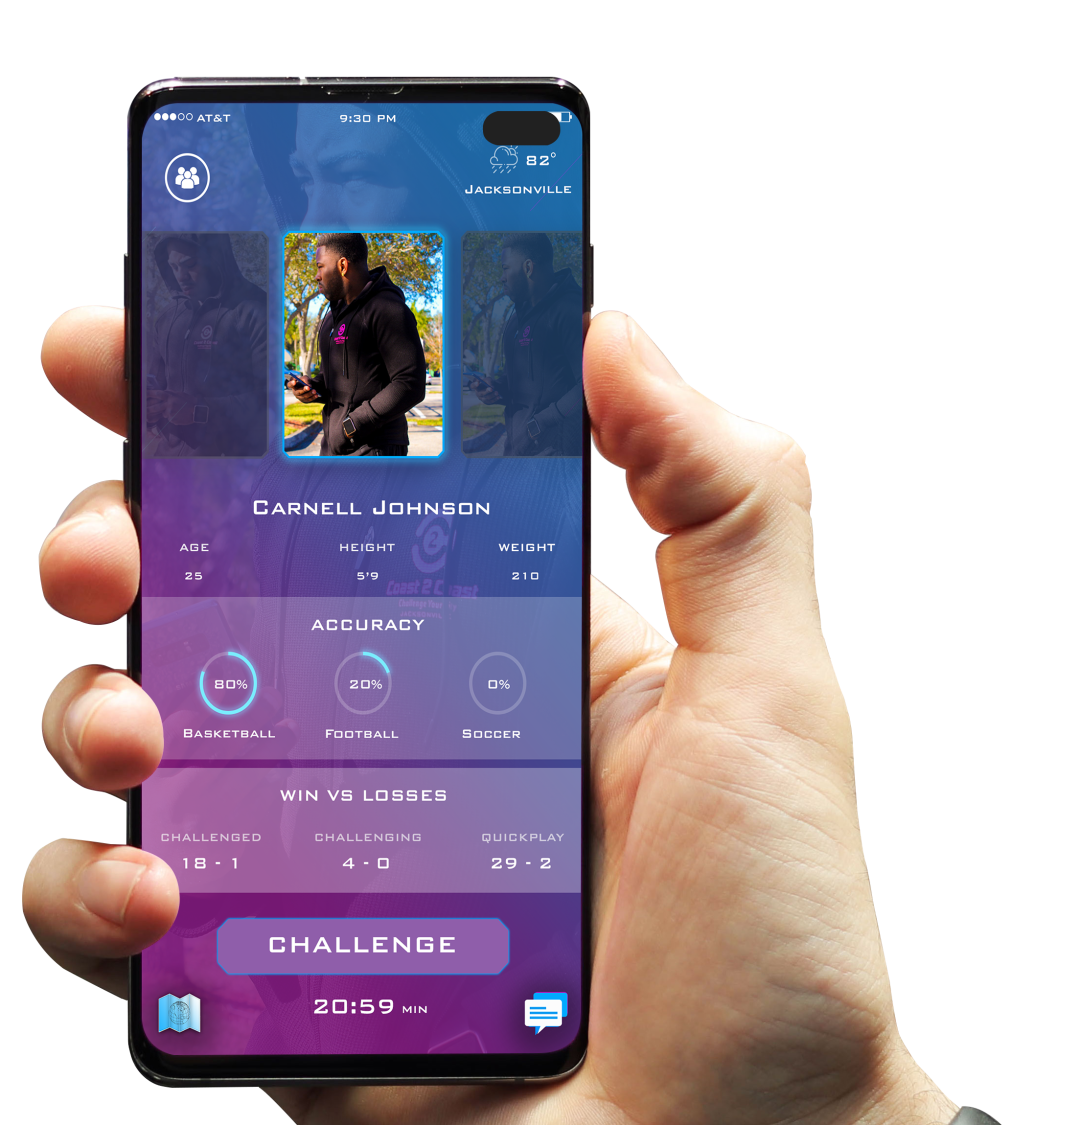 AT&T 9:30 PM
82°
Jacksonville
Carnell Johnson
AGE HEIGHT WEIGHT
25 5'9 210
Coast 2 Coast
ACCURACY
80% 20% 0%
Basketball Football Soccer
WIN VS LOSSES
CHALLENGED CHALLENGING QUICKPLAY
18 - 1 4 - 0 29 - 2
CHALLENGE
20:59 MIN